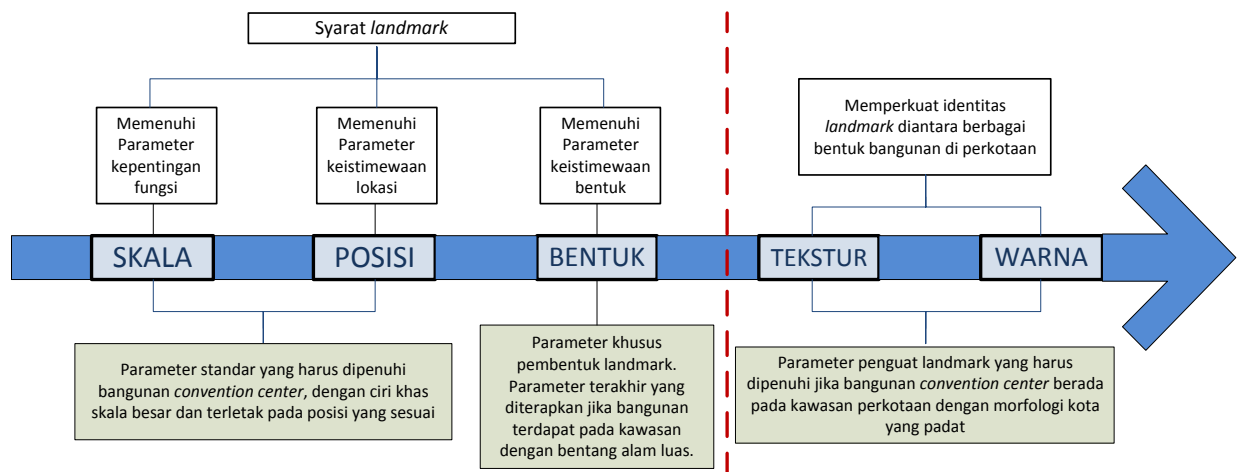 Syarat landmark
Memenuhi
Parameter
kepentingan
fungsi
Memenuhi
Parameter
keistimewaan
lokasi
Memenuhi
Parameter
keistimewaan
bentuk
Memperkuat identitas
landmark diantara berbagai
bentuk bangunan di perkotaan
SKALA
POSISI
BENTUK
TEKSTUR
WARNA
Parameter standar yang harus dipenuhi
bangunan convention center, dengan ciri khas
skala besar dan terletak pada posisi yang sesuai
Parameter khusus
pembentuk landmark.
Parameter terakhir yang
diterapkan jika bangunan
terdapat pada kawasan
dengan bentang alam luas.
Parameter penguat landmark yang harus
dipenuhi jika bangunan convention center berada
pada kawasan perkotaan dengan morfologi kota
yang padat